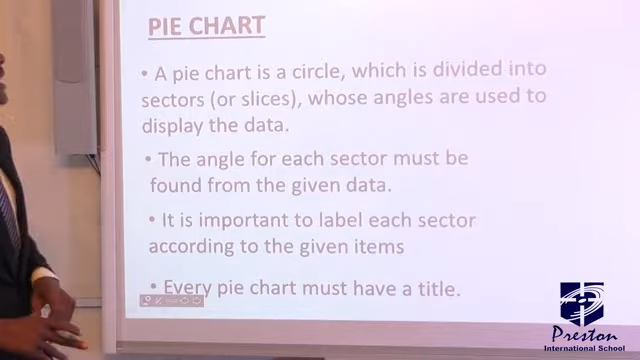 PIE CHART
• A pie chart is a circle, which is divided into
sectors (or slices), whose angles are used to
display the data.
• The angle for each sector must be
found from the given data.
• It is important to label each sector
according to the given items
• Every pie chart must have a title.
Preston
International School